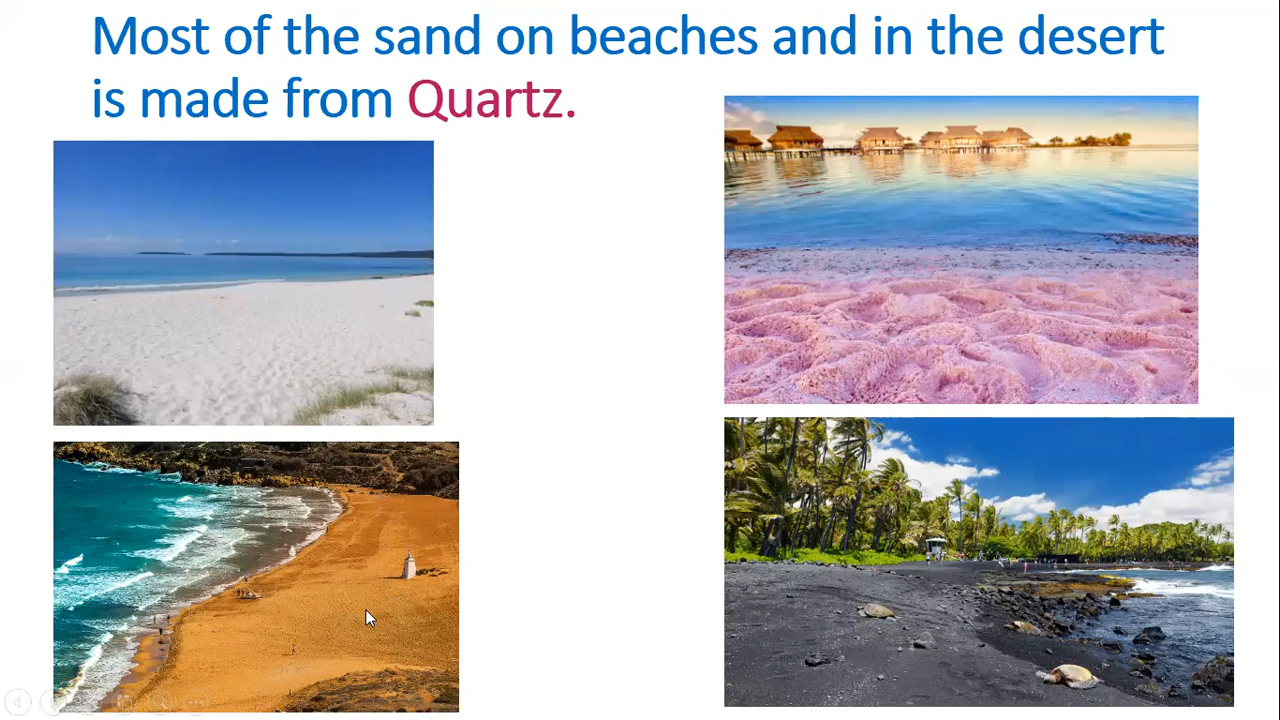 Most of the sand on beaches and in the desert
is made from Quartz.